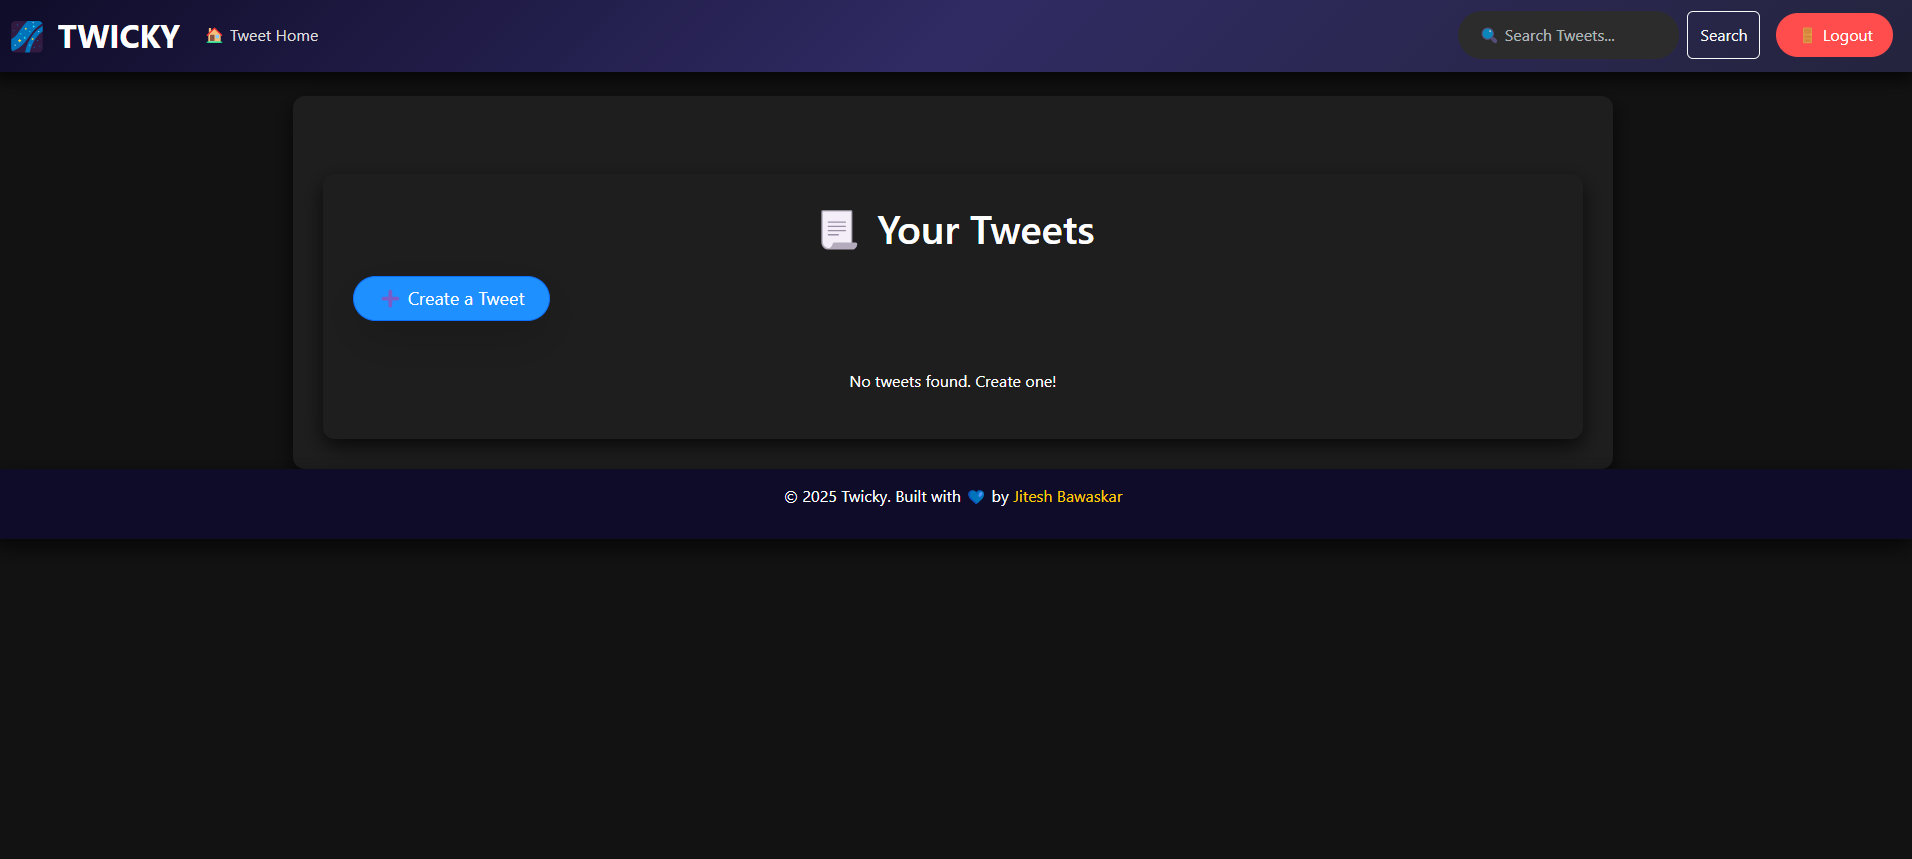 TWICKY
🏠 Tweet Home
🔍 Search Tweets...
Search
🚪 Logout
📃 Your Tweets
➕ Create a Tweet
No tweets found. Create one!
© 2025 Twicky. Built with 💙 by Jitesh Bawaskar